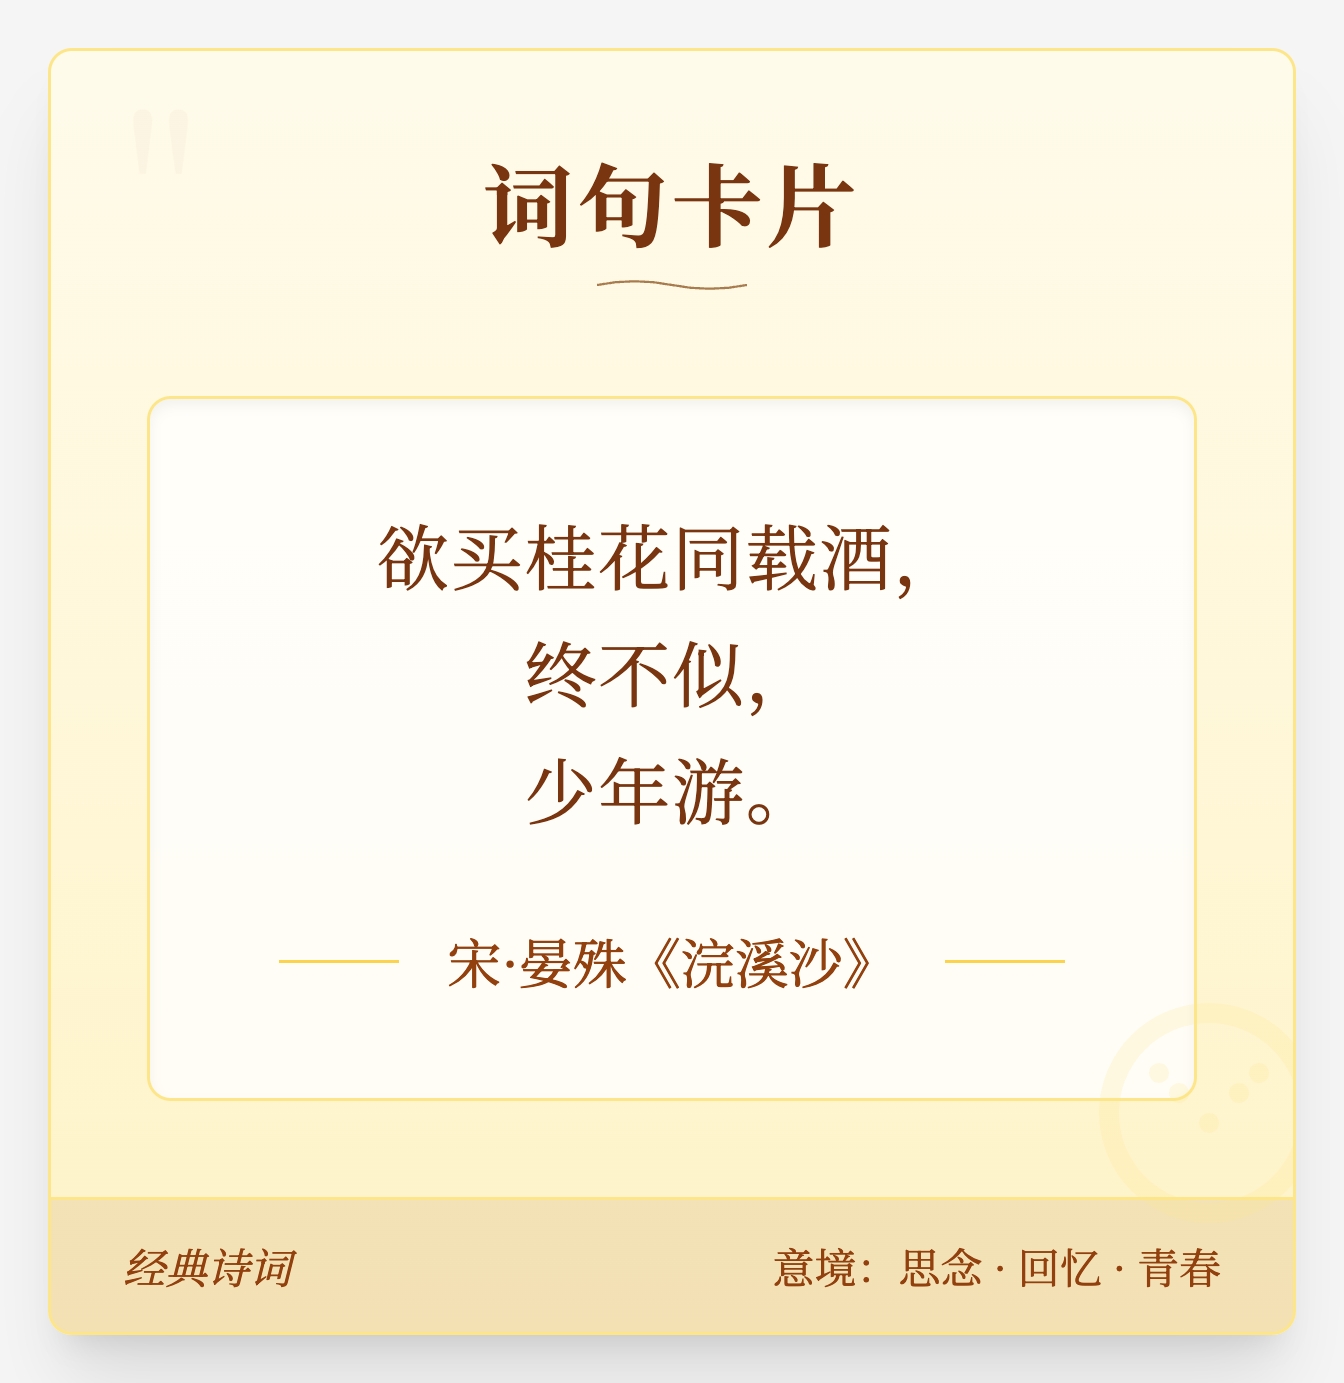 "
词句卡片
欲买桂花同载酒，
终不似，
少年游。
宋·晏殊《浣溪沙》
经典诗词
意境：思念 · 回忆 · 青春